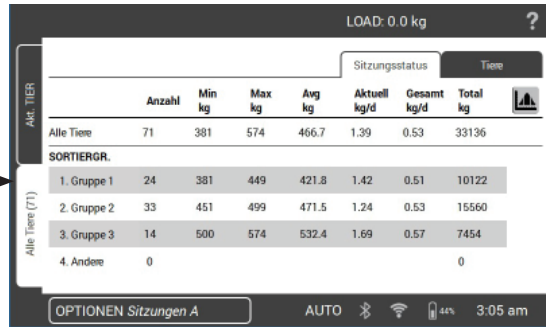 LOAD: 0.0 kg ?
Sitzungsstatus Tiere
Akt. TIER
Alle Tiere (71)
Anzahl Min kg Max kg Avg kg Aktuell kg/d Gesamt kg/d Total kg
Alle Tiere 71 381 574 466.7 1.39 0.53 33136
SORTIERGR.
1. Gruppe 1 24 381 449 421.8 1.42 0.51 10122
2. Gruppe 2 33 451 499 471.5 1.24 0.53 15560
3. Gruppe 3 14 500 574 532.4 1.69 0.57 7454
4. Andere 0 0
OPTIONEN Sitzungen A AUTO 44% 3:05 am